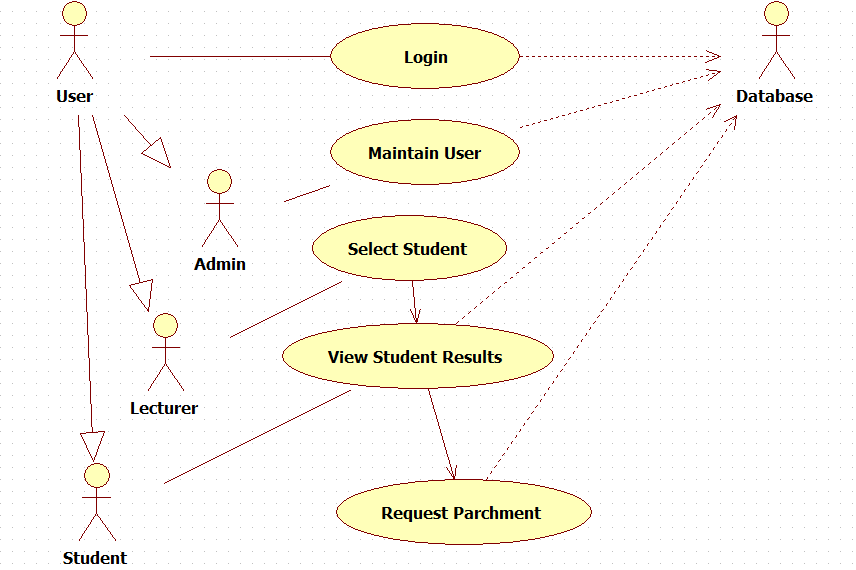 Login
User
Database
Maintain User
Admin
Select Student
View Student Results
Lecturer
Request Parchment
Student